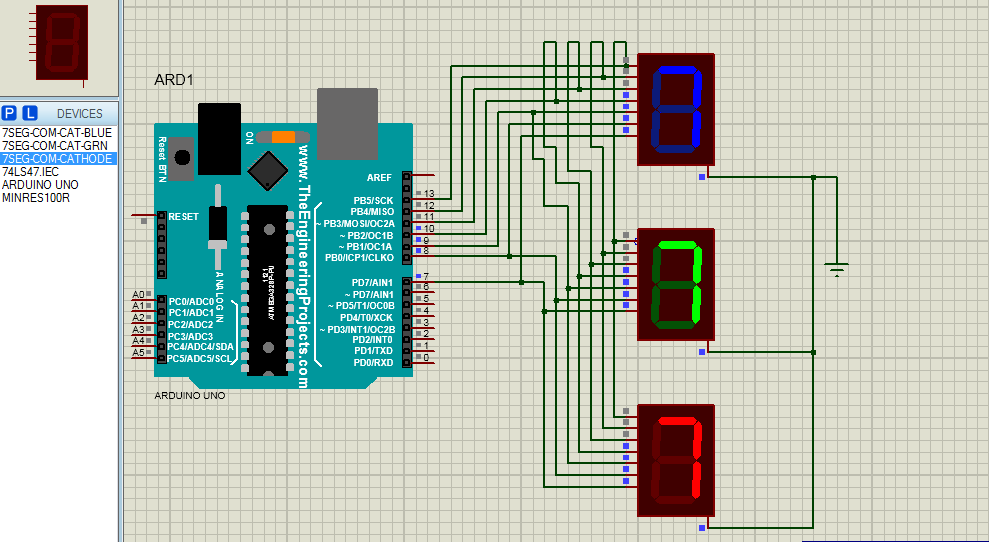 P L DEVICES
7SEG-COM-CAT-BLUE
7SEG-COM-CAT-GRN
7SEG-COM-CATHODE
74LS47.IEC
ARDUINO UNO
MINRES100R
ARD1
Reset BTN
ON
www.TheEngineeringProjects.com
RESET
AREF
PB5/SCK 13
PB4/MISO 12
~ PB3/MOSI/OC2A 11
~ PB2/OC1B 10
~ PB1/OC1A 9
PB0/ICP1/CLKO 8
PD7/AIN1 7
~ PD7/AIN1 6
~ PD5/T1/OC0B 5
PD4/T0/XCK 4
~ PD3/INT1/OC2B 3
PD2/INT0 2
PD1/TXD 1
PD0/RXD 0
ANALOG IN
A0 PC0/ADC0
A1 PC1/ADC1
A2 PC2/ADC2
A3 PC3/ADC3
A4 PC4/ADC4/SDA
A5 PC5/ADC5/SCL
1121
ATMEGA328P-PU
ARDUINO UNO
7
7
7